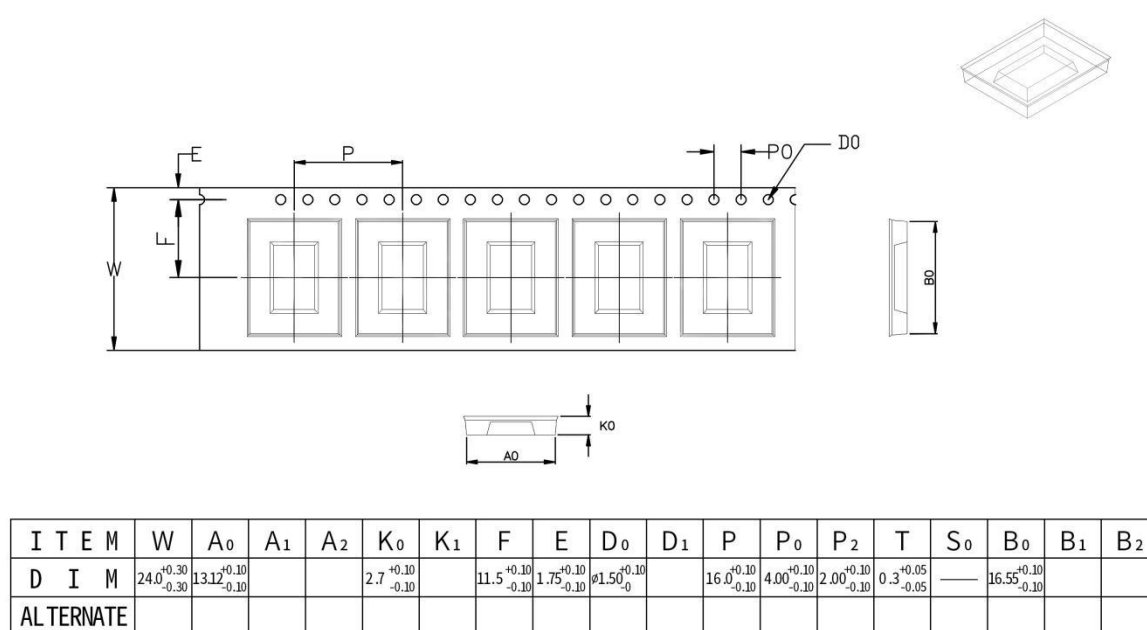 D0
E
P
P0
F
W
B0
K0
A0
ITEM W A0 A1 A2 K0 K1 F E D0 D1 P P0 P2 T S0 B0 B1 B2
DIM 24.0+0.30-0.30 13.12+0.10-0.10 2.7+0.10-0.10 11.5+0.10-0.10 1.75+0.10-0.10 ø1.50+0.10-0 16.0+0.10-0.10 4.00+0.10-0.10 2.00+0.10-0.10 0.3+0.05-0.05 — 16.55+0.10-0.10
ALTERNATE